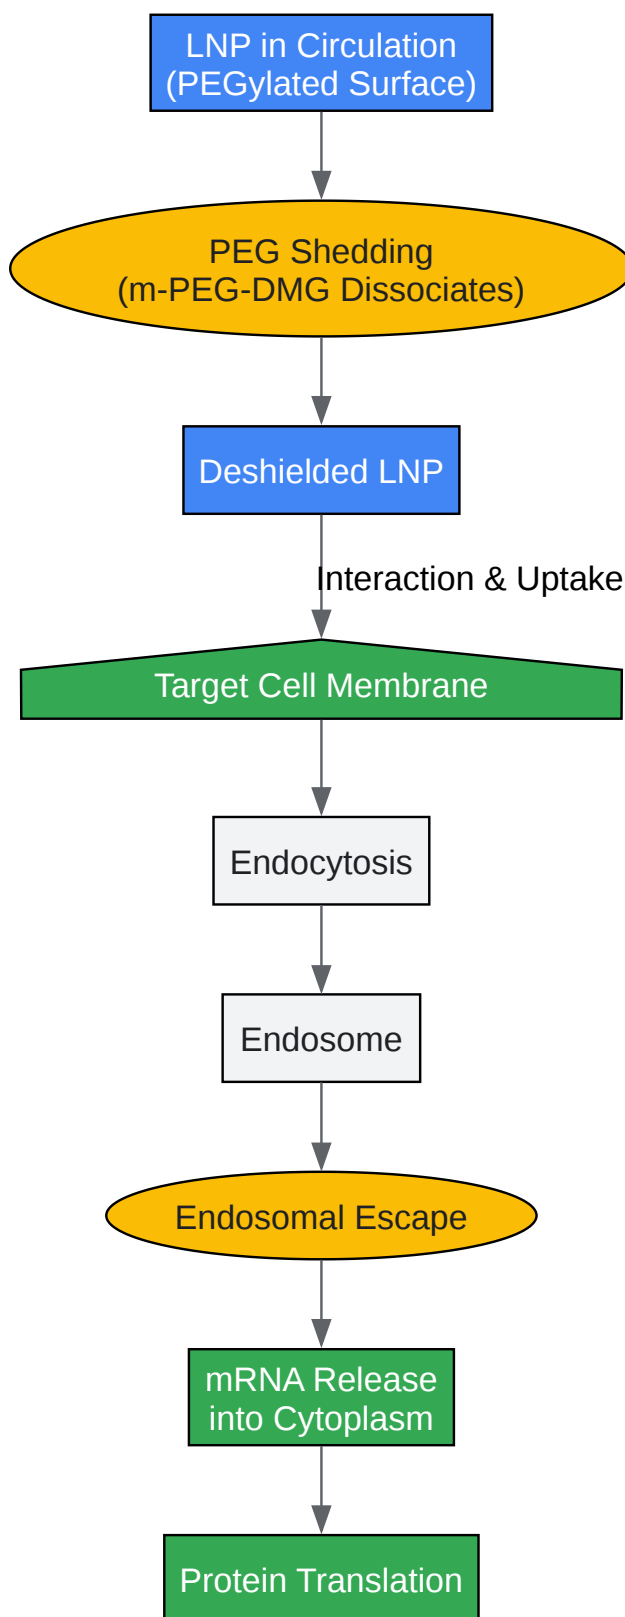 LNP in Circulation
(PEGylated Surface)
PEG Shedding
(m-PEG-DMG Dissociates)
Deshielded LNP
Interaction & Uptake
Target Cell Membrane
Endocytosis
Endosome
Endosomal Escape
mRNA Release
into Cytoplasm
Protein Translation